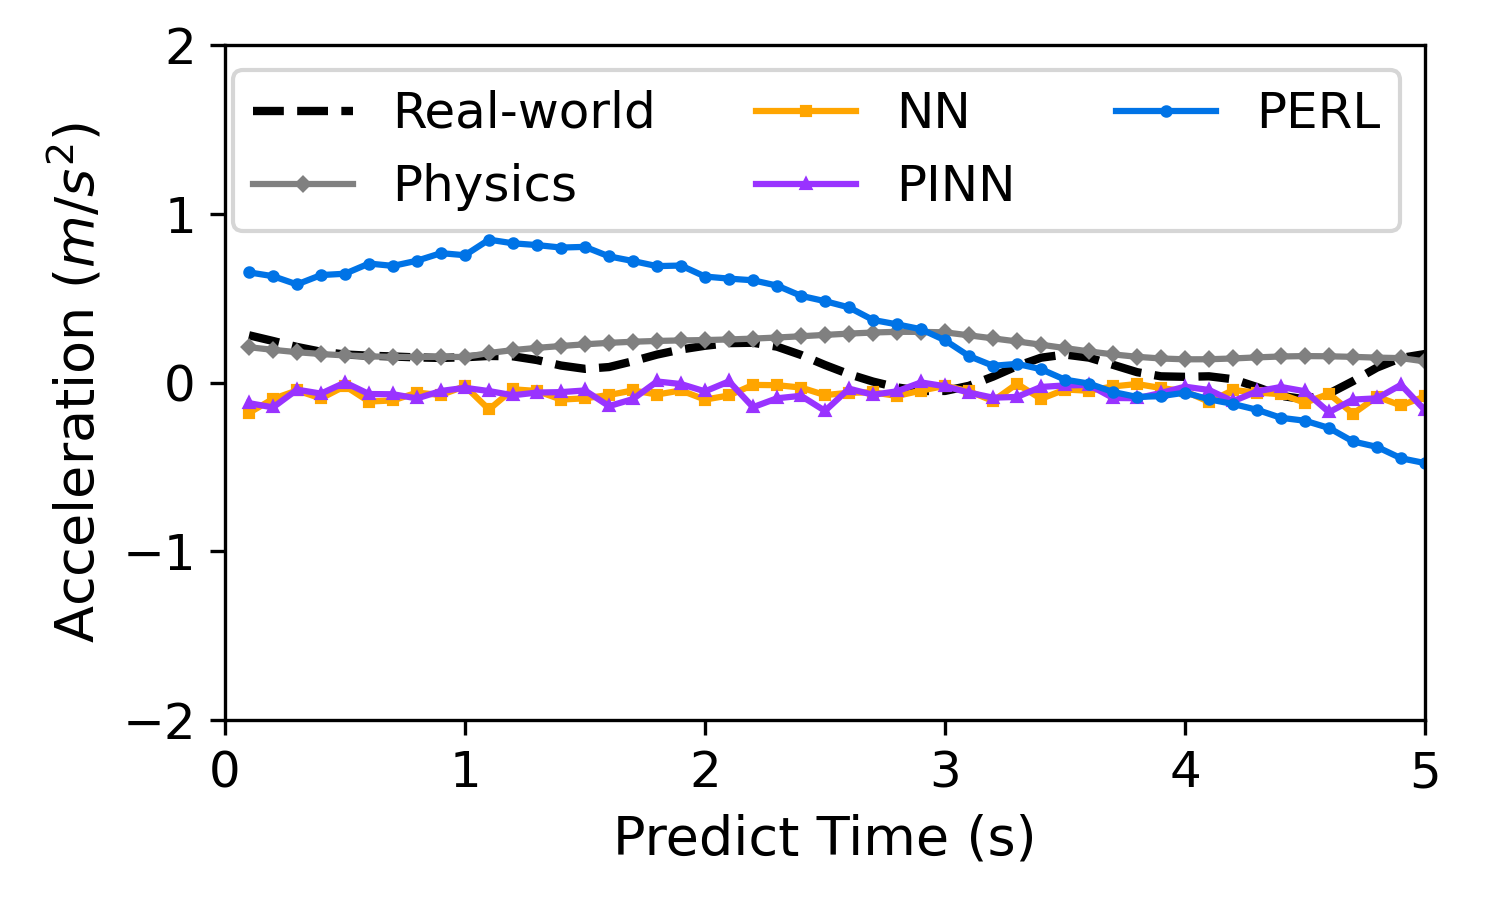 2
1
0
−1
−2
Acceleration (m/s²)
Real-world
Physics
NN
PINN
PERL
0 1 2 3 4 5
Predict Time (s)